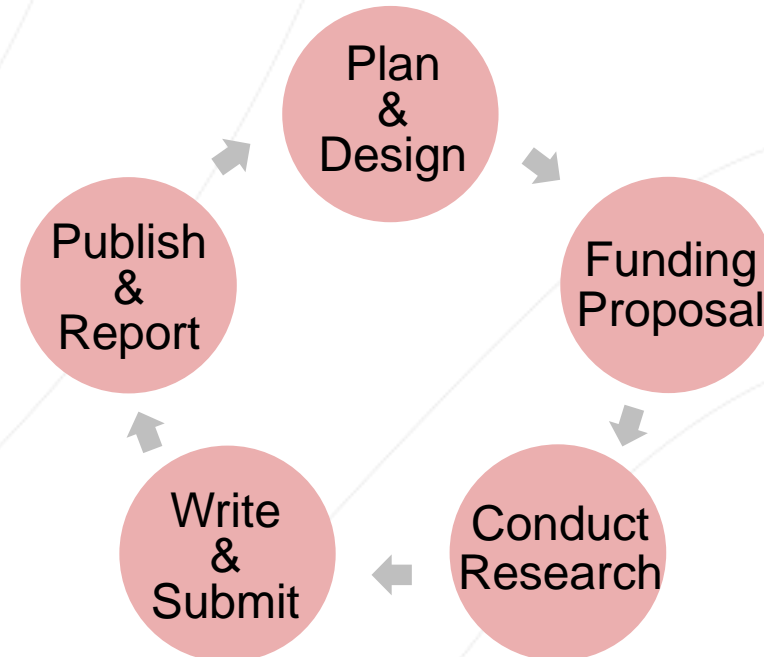 Plan
&
Design
Funding
Proposal
Conduct
Research
Write
&
Submit
Publish
&
Report